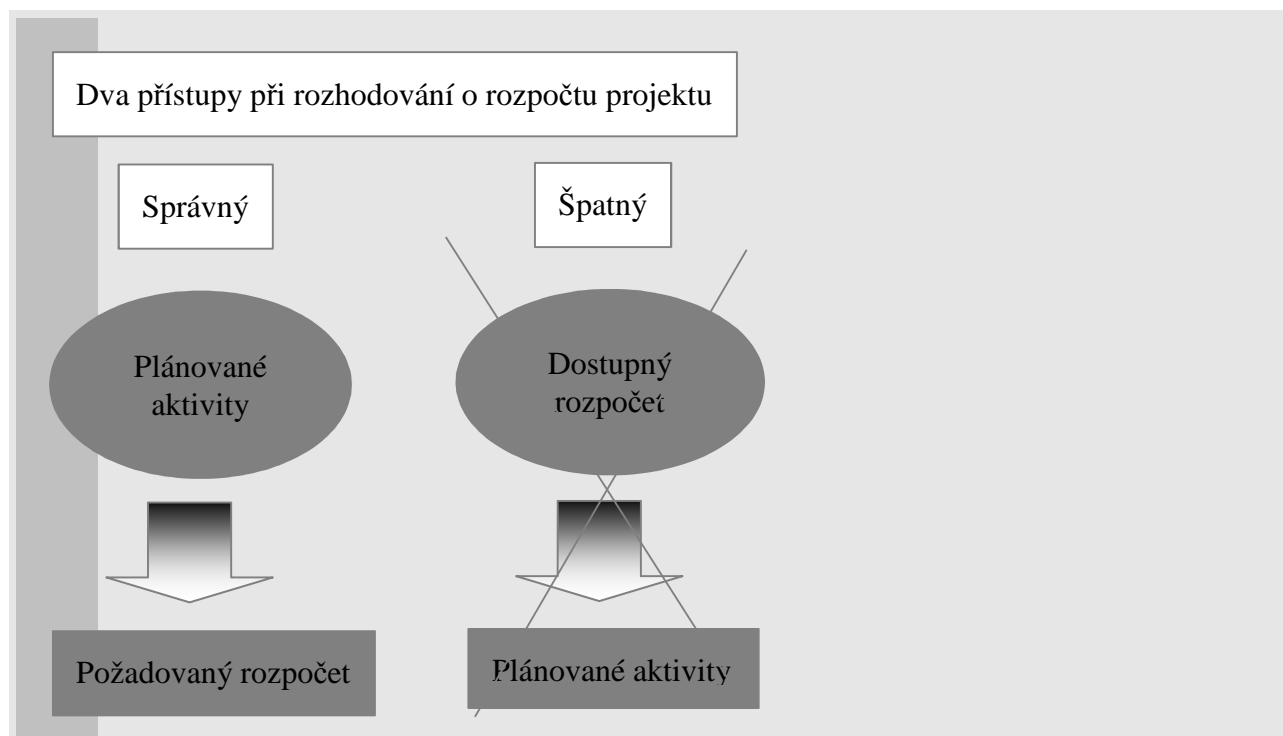 Dva přístupy při rozhodování o rozpočtu projektu
Správný
Špatný
Plánované
aktivity
Dostupný
rozpočet
Požadovaný rozpočet
Plánované aktivity